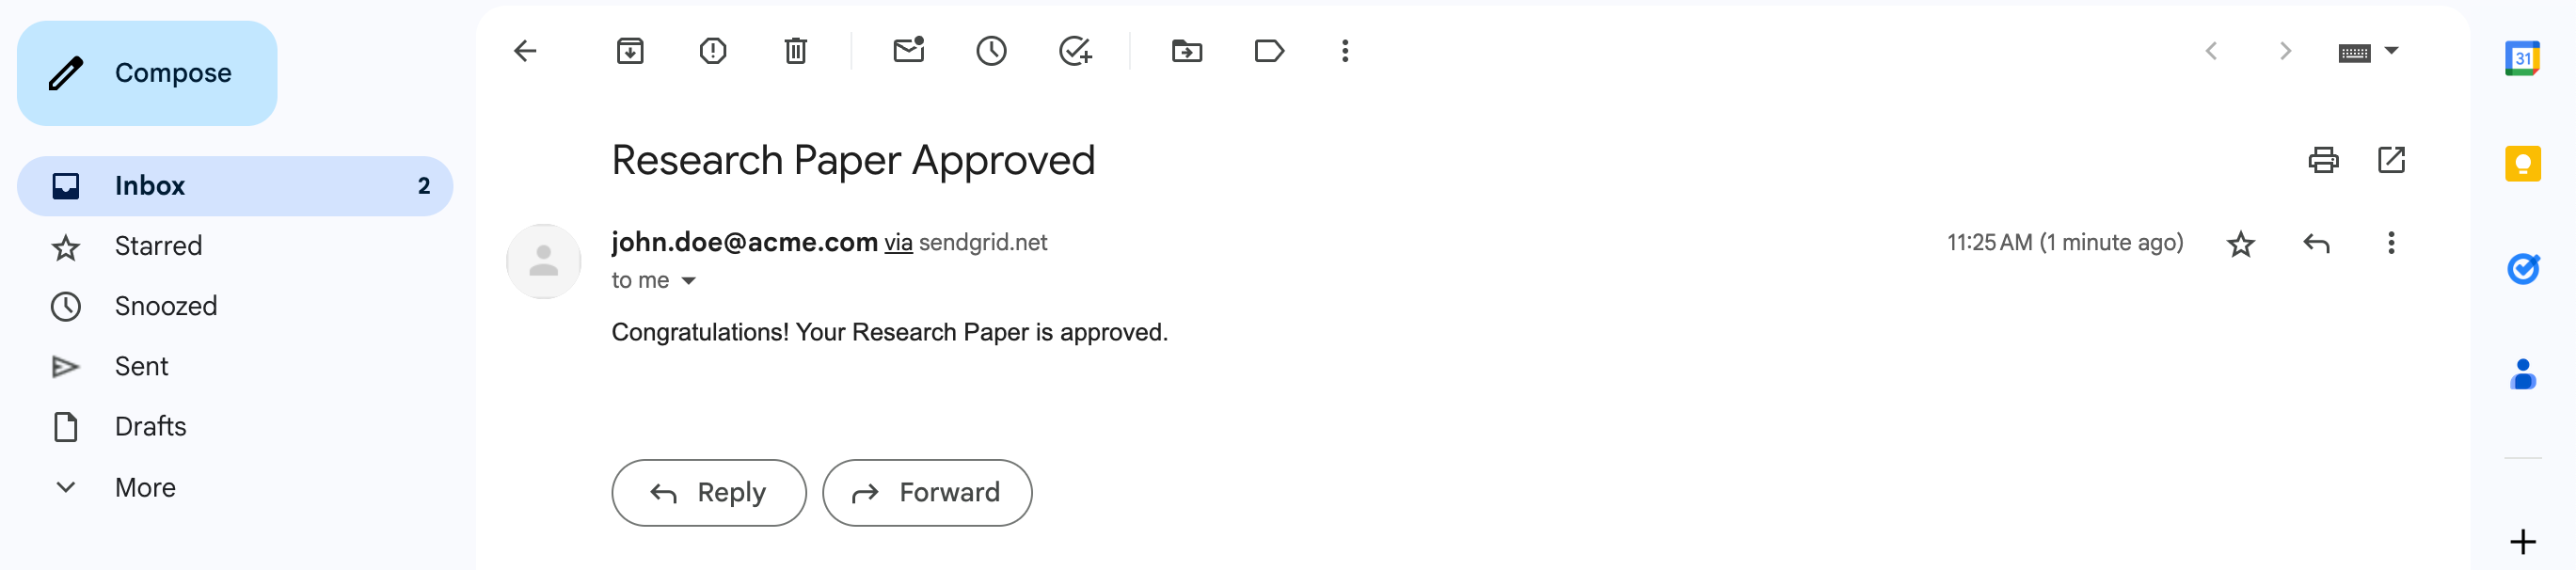 Compose
Inbox 2
Starred
Snoozed
Sent
Drafts
More
Research Paper Approved
john.doe@acme.com via sendgrid.net
11:25 AM (1 minute ago)
to me
Congratulations! Your Research Paper is approved.
Reply
Forward
31